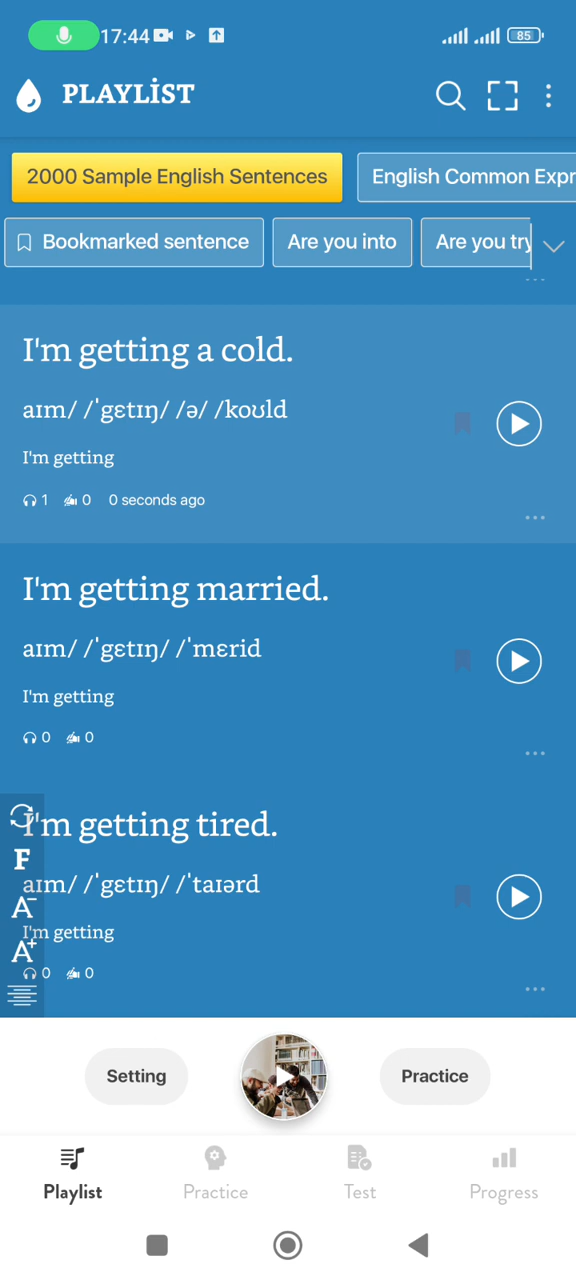 17:44
85
PLAYLİST
2000 Sample English Sentences
English Common Expr
Bookmarked sentence
Are you into
Are you try
I'm getting a cold.
aɪm/ /ˈɡɛtɪŋ/ /ə/ /koʊld
I'm getting
1 0 0 seconds ago
I'm getting married.
aɪm/ /ˈɡɛtɪŋ/ /ˈmɛrid
I'm getting
0 0
I'm getting tired.
F
aɪm/ /ˈɡɛtɪŋ/ /ˈtaɪərd
A-
I'm getting
A+
0 0
Setting
Practice
Playlist
Practice
Test
Progress